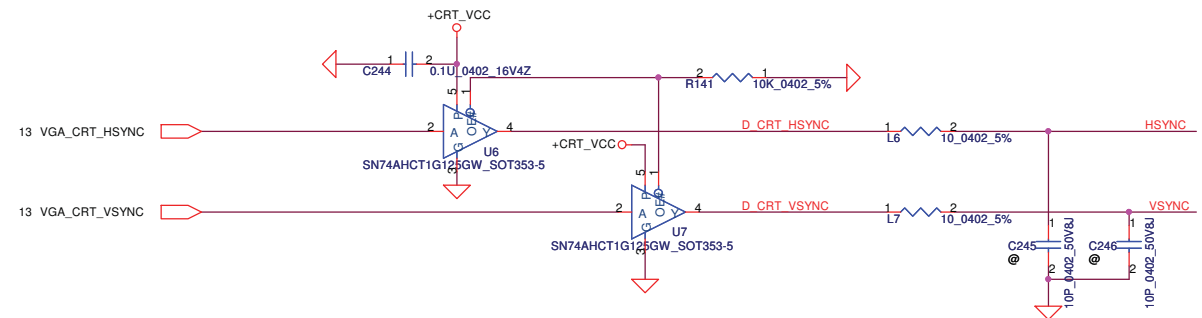 +CRT_VCC
1
2
C244
0.1U_0402_16V4Z
2
1
R141
10K_0402_5%
5
1
P
OE#
13 VGA_CRT_HSYNC
2
A
Y
4
G
3
U6
SN74AHCT1G125GW_SOT353-5
D_CRT_HSYNC
1
2
L6
10_0402_5%
HSYNC
+CRT_VCC
5
1
P
OE#
13 VGA_CRT_VSYNC
2
A
Y
4
G
3
U7
SN74AHCT1G125GW_SOT353-5
D_CRT_VSYNC
1
2
L7
10_0402_5%
VSYNC
1
C245
@
2
10P_0402_50V8J
1
C246
@
2
10P_0402_50V8J